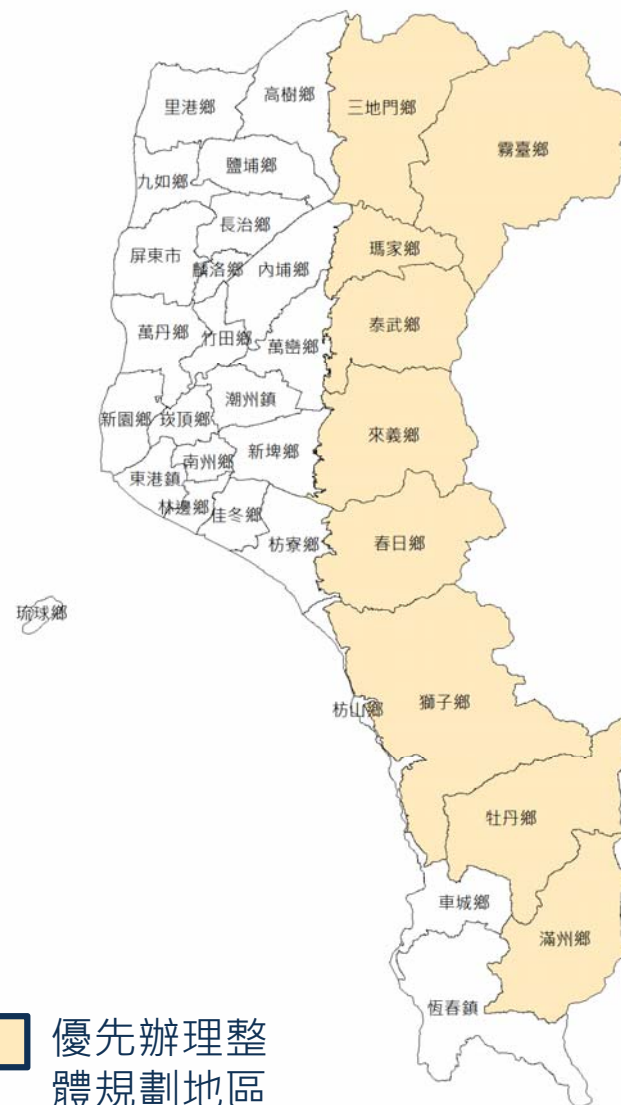 高樹鄉
里港鄉
三地門鄉
霧臺鄉
鹽埔鄉
九如鄉
長治鄉
屏東市
麟洛鄉
內埔鄉
瑪家鄉
泰武鄉
萬丹鄉
竹田鄉
萬巒鄉
潮州鎮
新園鄉
崁頂鄉
來義鄉
新埤鄉
南州鄉
東港鎮
林邊鄉
佳冬鄉
枋寮鄉
春日鄉
琉球鄉
獅子鄉
枋山鄉
牡丹鄉
車城鄉
滿州鄉
恆春鎮
優先辦理整
體規劃地區